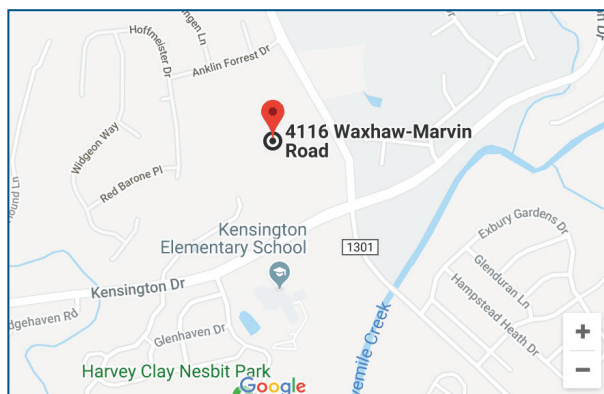 Hoffmeister Dr
Anklin Forrest Dr
Widgeon Way
Red Barone Pl
4116 Waxhaw-Marvin
Road
Kensington
Elementary School
1301
Exbury Gardens Dr
Glenduran Ln
Hampstead Heath Dr
Kensington Dr
Glenhaven Dr
Harvey Clay Nesbit Park
Google
+
−